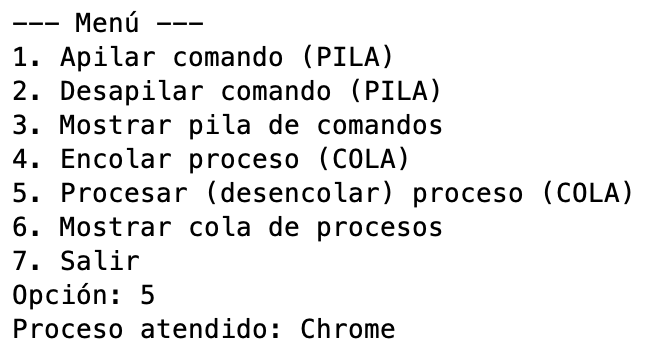 --- Menú ---
1. Apilar comando (PILA)
2. Desapilar comando (PILA)
3. Mostrar pila de comandos
4. Encolar proceso (COLA)
5. Procesar (desencolar) proceso (COLA)
6. Mostrar cola de procesos
7. Salir
Opción: 5
Proceso atendido: Chrome